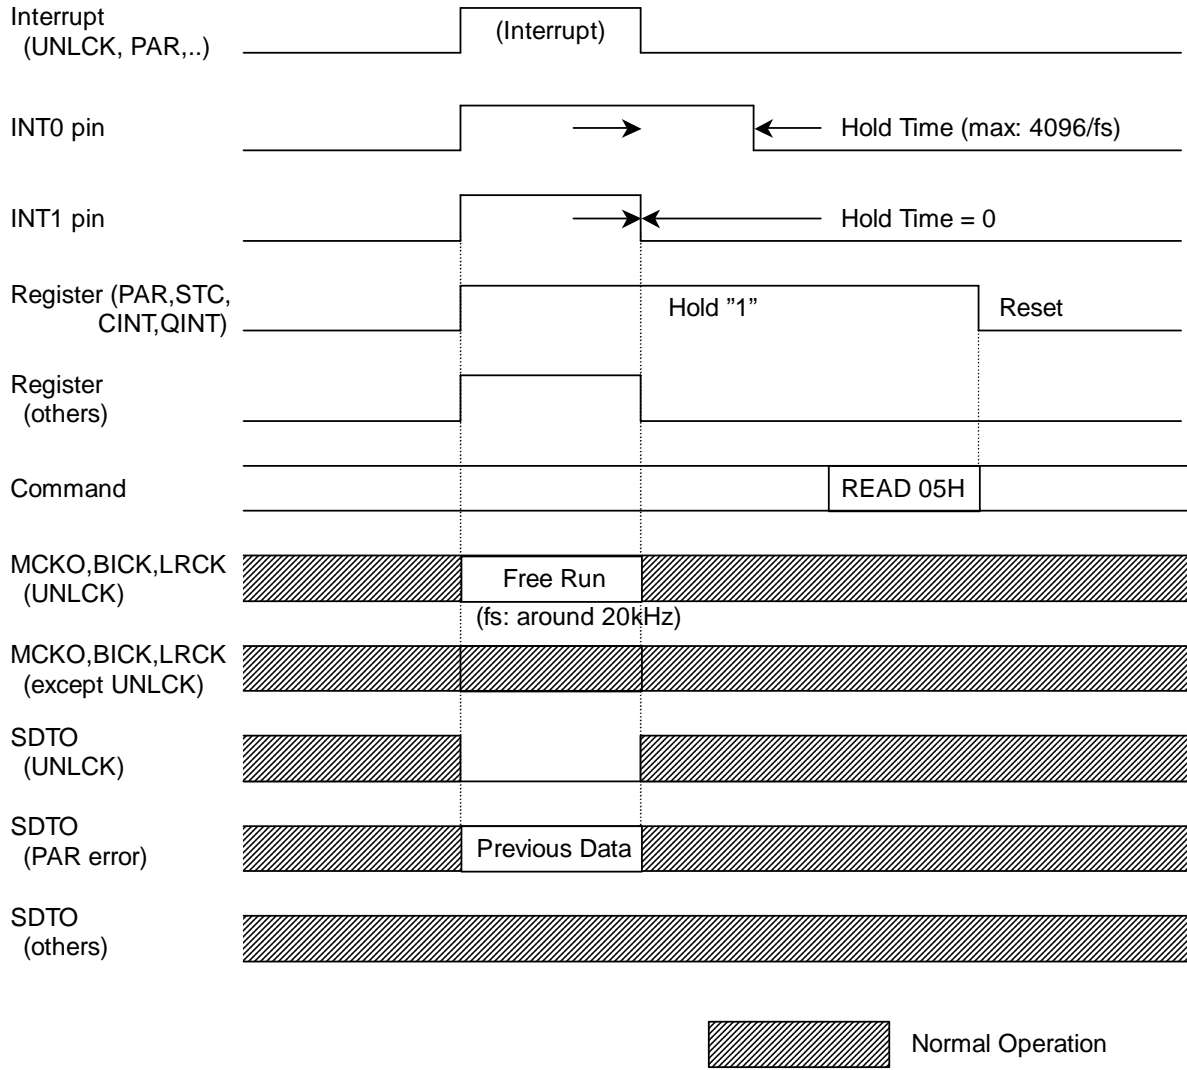 Interrupt
(UNLCK, PAR,..)
(Interrupt)
INT0 pin
Hold Time (max: 4096/fs)
INT1 pin
Hold Time = 0
Register (PAR,STC,
CINT,QINT)
Hold ”1”
Reset
Register
(others)
Command
READ 05H
MCKO,BICK,LRCK
(UNLCK)
Free Run
(fs: around 20kHz)
MCKO,BICK,LRCK
(except UNLCK)
SDTO
(UNLCK)
SDTO
(PAR error)
Previous Data
SDTO
(others)
Normal Operation